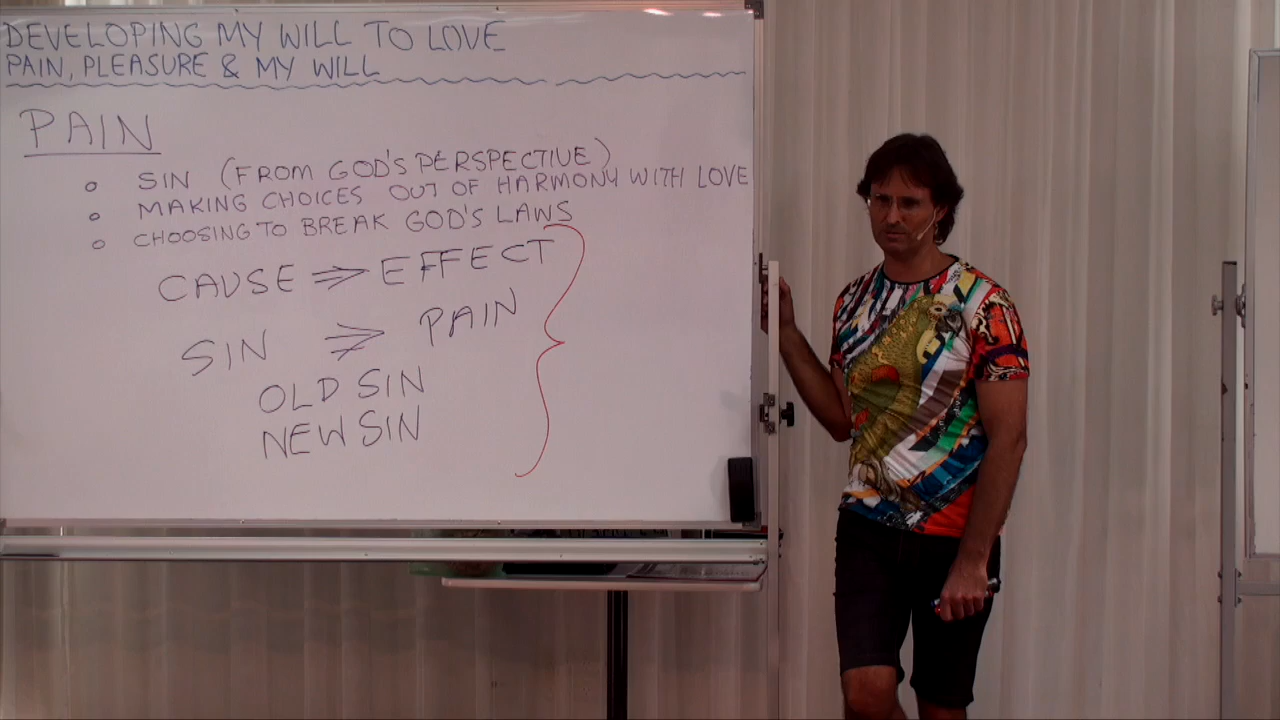 DEVELOPING MY WILL TO LOVE
PAIN, PLEASURE & MY WILL
PAIN
SIN (FROM GOD'S PERSPECTIVE)
MAKING CHOICES OUT OF HARMONY WITH LOVE
CHOOSING TO BREAK GOD'S LAWS
CAUSE ⇒ EFFECT
SIN ⇒ PAIN
OLD SIN
NEW SIN